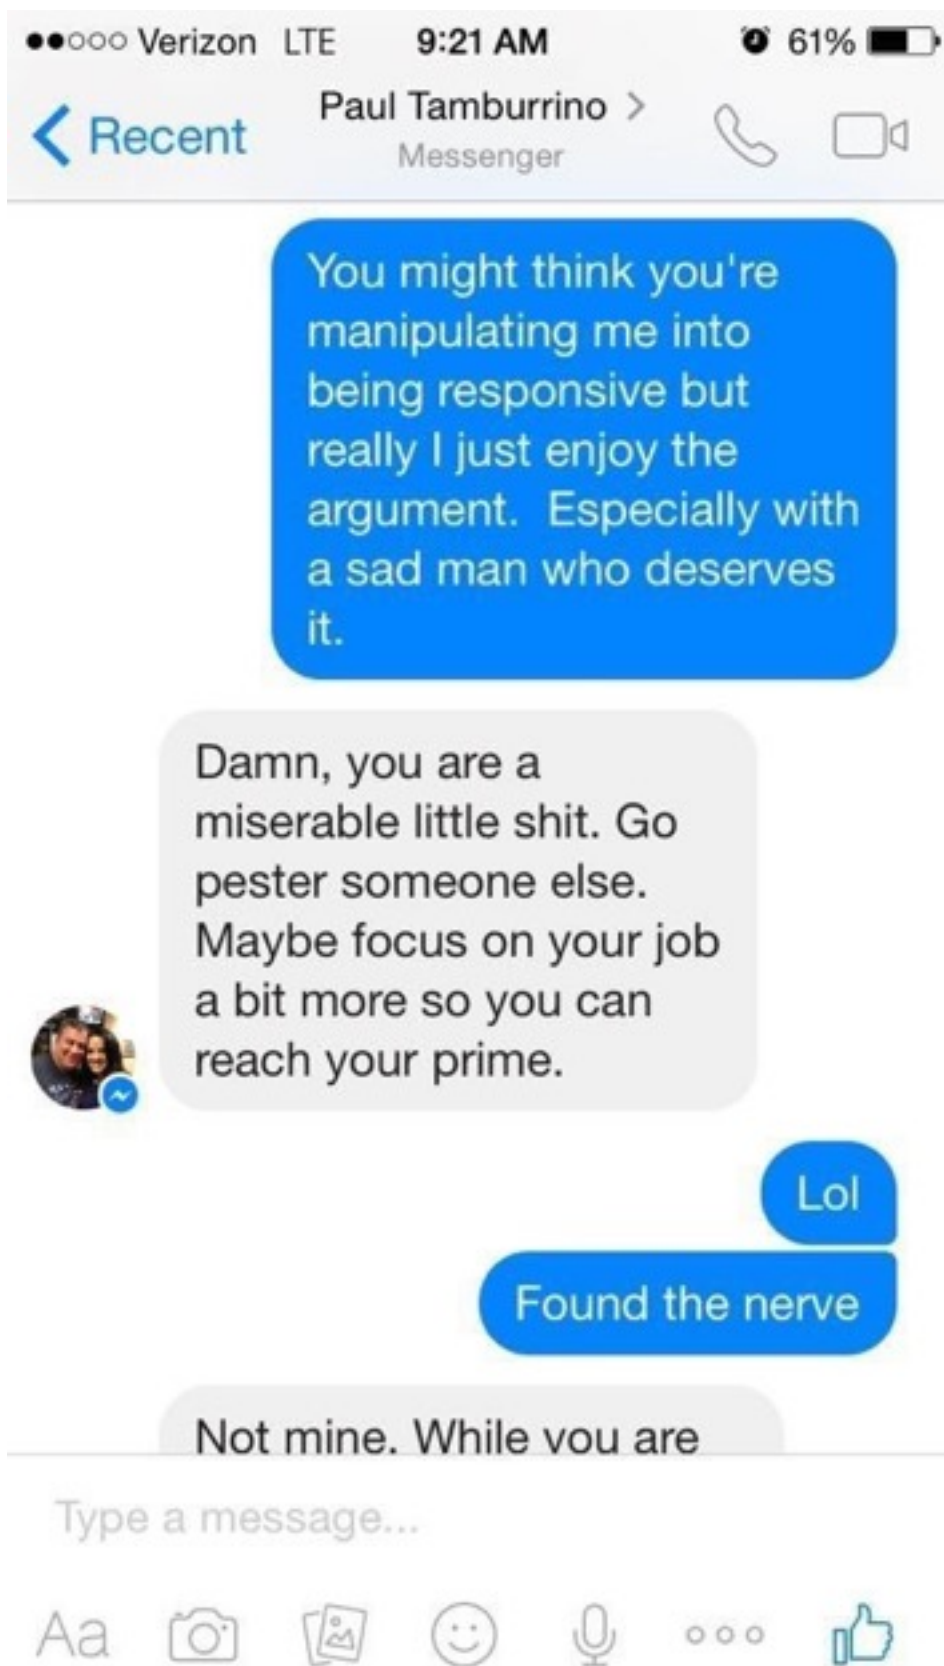 Verizon LTE 9:21 AM 61%
Recent
Paul Tamburrino >
Messenger
You might think you're
manipulating me into
being responsive but
really I just enjoy the
argument.  Especially with
a sad man who deserves
it.
Damn, you are a
miserable little shit. Go
pester someone else.
Maybe focus on your job
a bit more so you can
reach your prime.
Lol
Found the nerve
Not mine. While you are
Type a message...
Aa